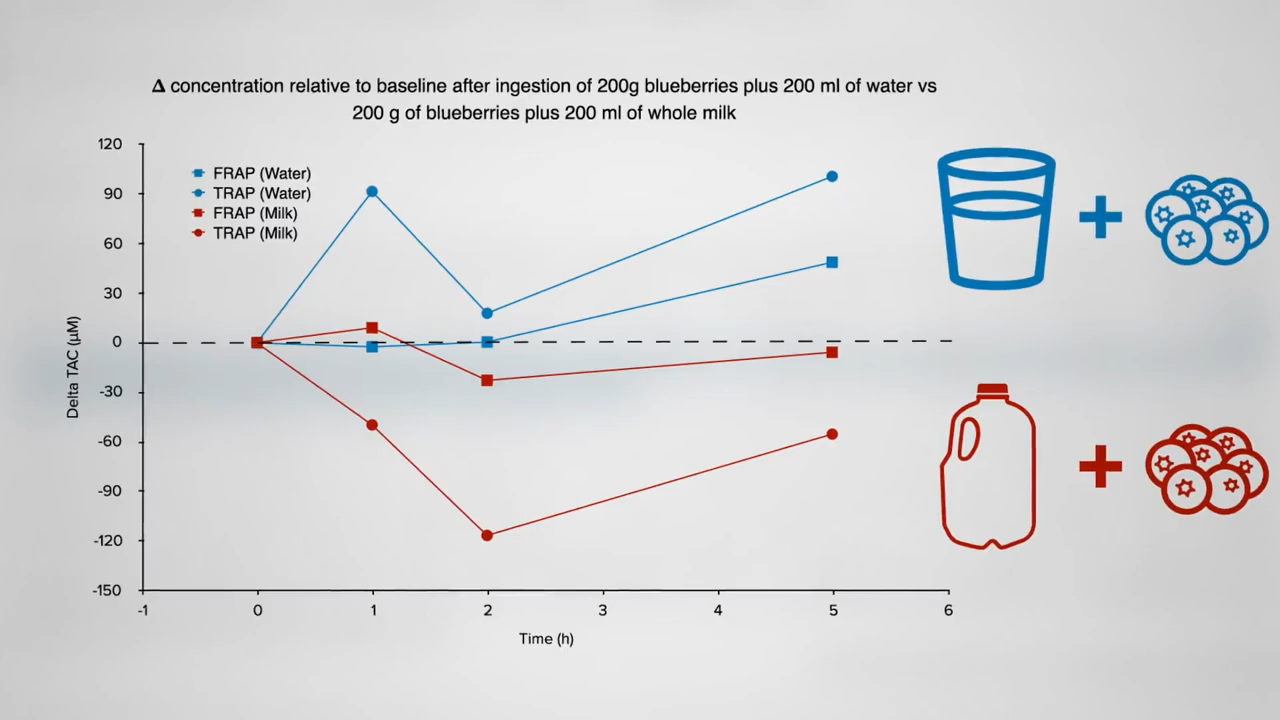 Δ concentration relative to baseline after ingestion of 200g blueberries plus 200 ml of water vs
200 g of blueberries plus 200 ml of whole milk
120
90
60
30
0
-30
-60
-90
-120
-150
FRAP (Water)
TRAP (Water)
FRAP (Milk)
TRAP (Milk)
Delta TAC (µM)
-1 0 1 2 3 4 5 6
Time (h)